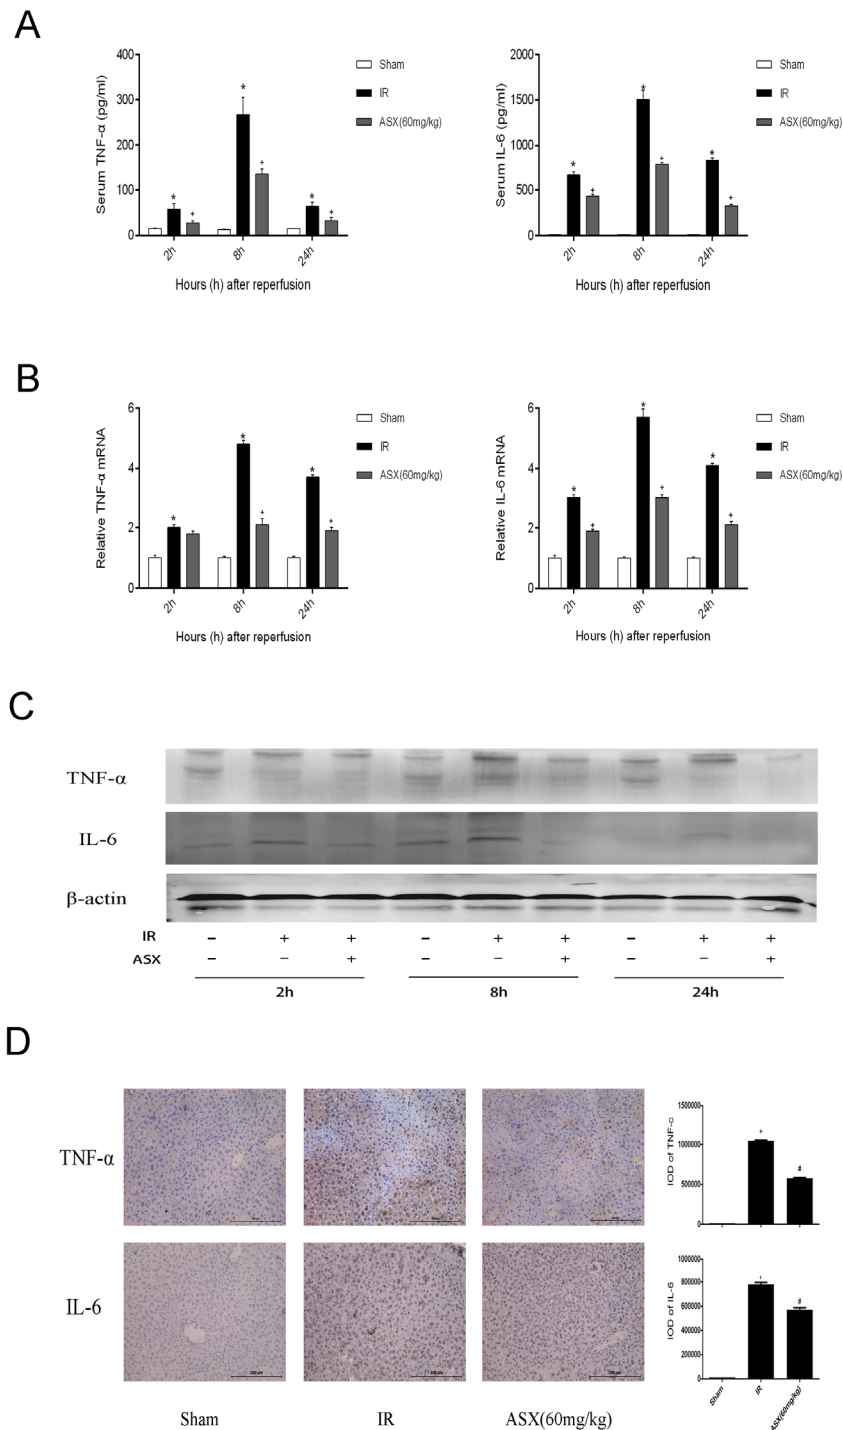 A
Serum TNF-α (pg/ml)
400
300
200
100
0
* + * + * +
2h 8h 24h
Hours (h) after reperfusion
Sham
IR
ASX(60mg/kg)
Serum IL-6 (pg/ml)
2000
1500
1000
500
0
* + * + * +
2h 8h 24h
Hours (h) after reperfusion
Sham
IR
ASX(60mg/kg)
B
Relative TNF-α mRNA
6
4
2
0
* * + * +
2h 8h 24h
Hours (h) after reperfusion
Sham
IR
ASX(60mg/kg)
Relative IL-6 mRNA
6
4
2
0
* + * + * +
2h 8h 24h
Hours (h) after reperfusion
Sham
IR
ASX(60mg/kg)
C
TNF-α
IL-6
β-actin
IR − + + − + + − + +
ASX − − + − − + − − +
2h 8h 24h
D
TNF-α
IOD of TNF-α
1500000
1000000
500000
0
+ #
IL-6
200 μm 200 μm 200 μm
IOD of IL-6
1000000
800000
600000
400000
200000
0
#
Sham IR ASX(60mg/kg)
Sham IR ASX(60mg/kg)